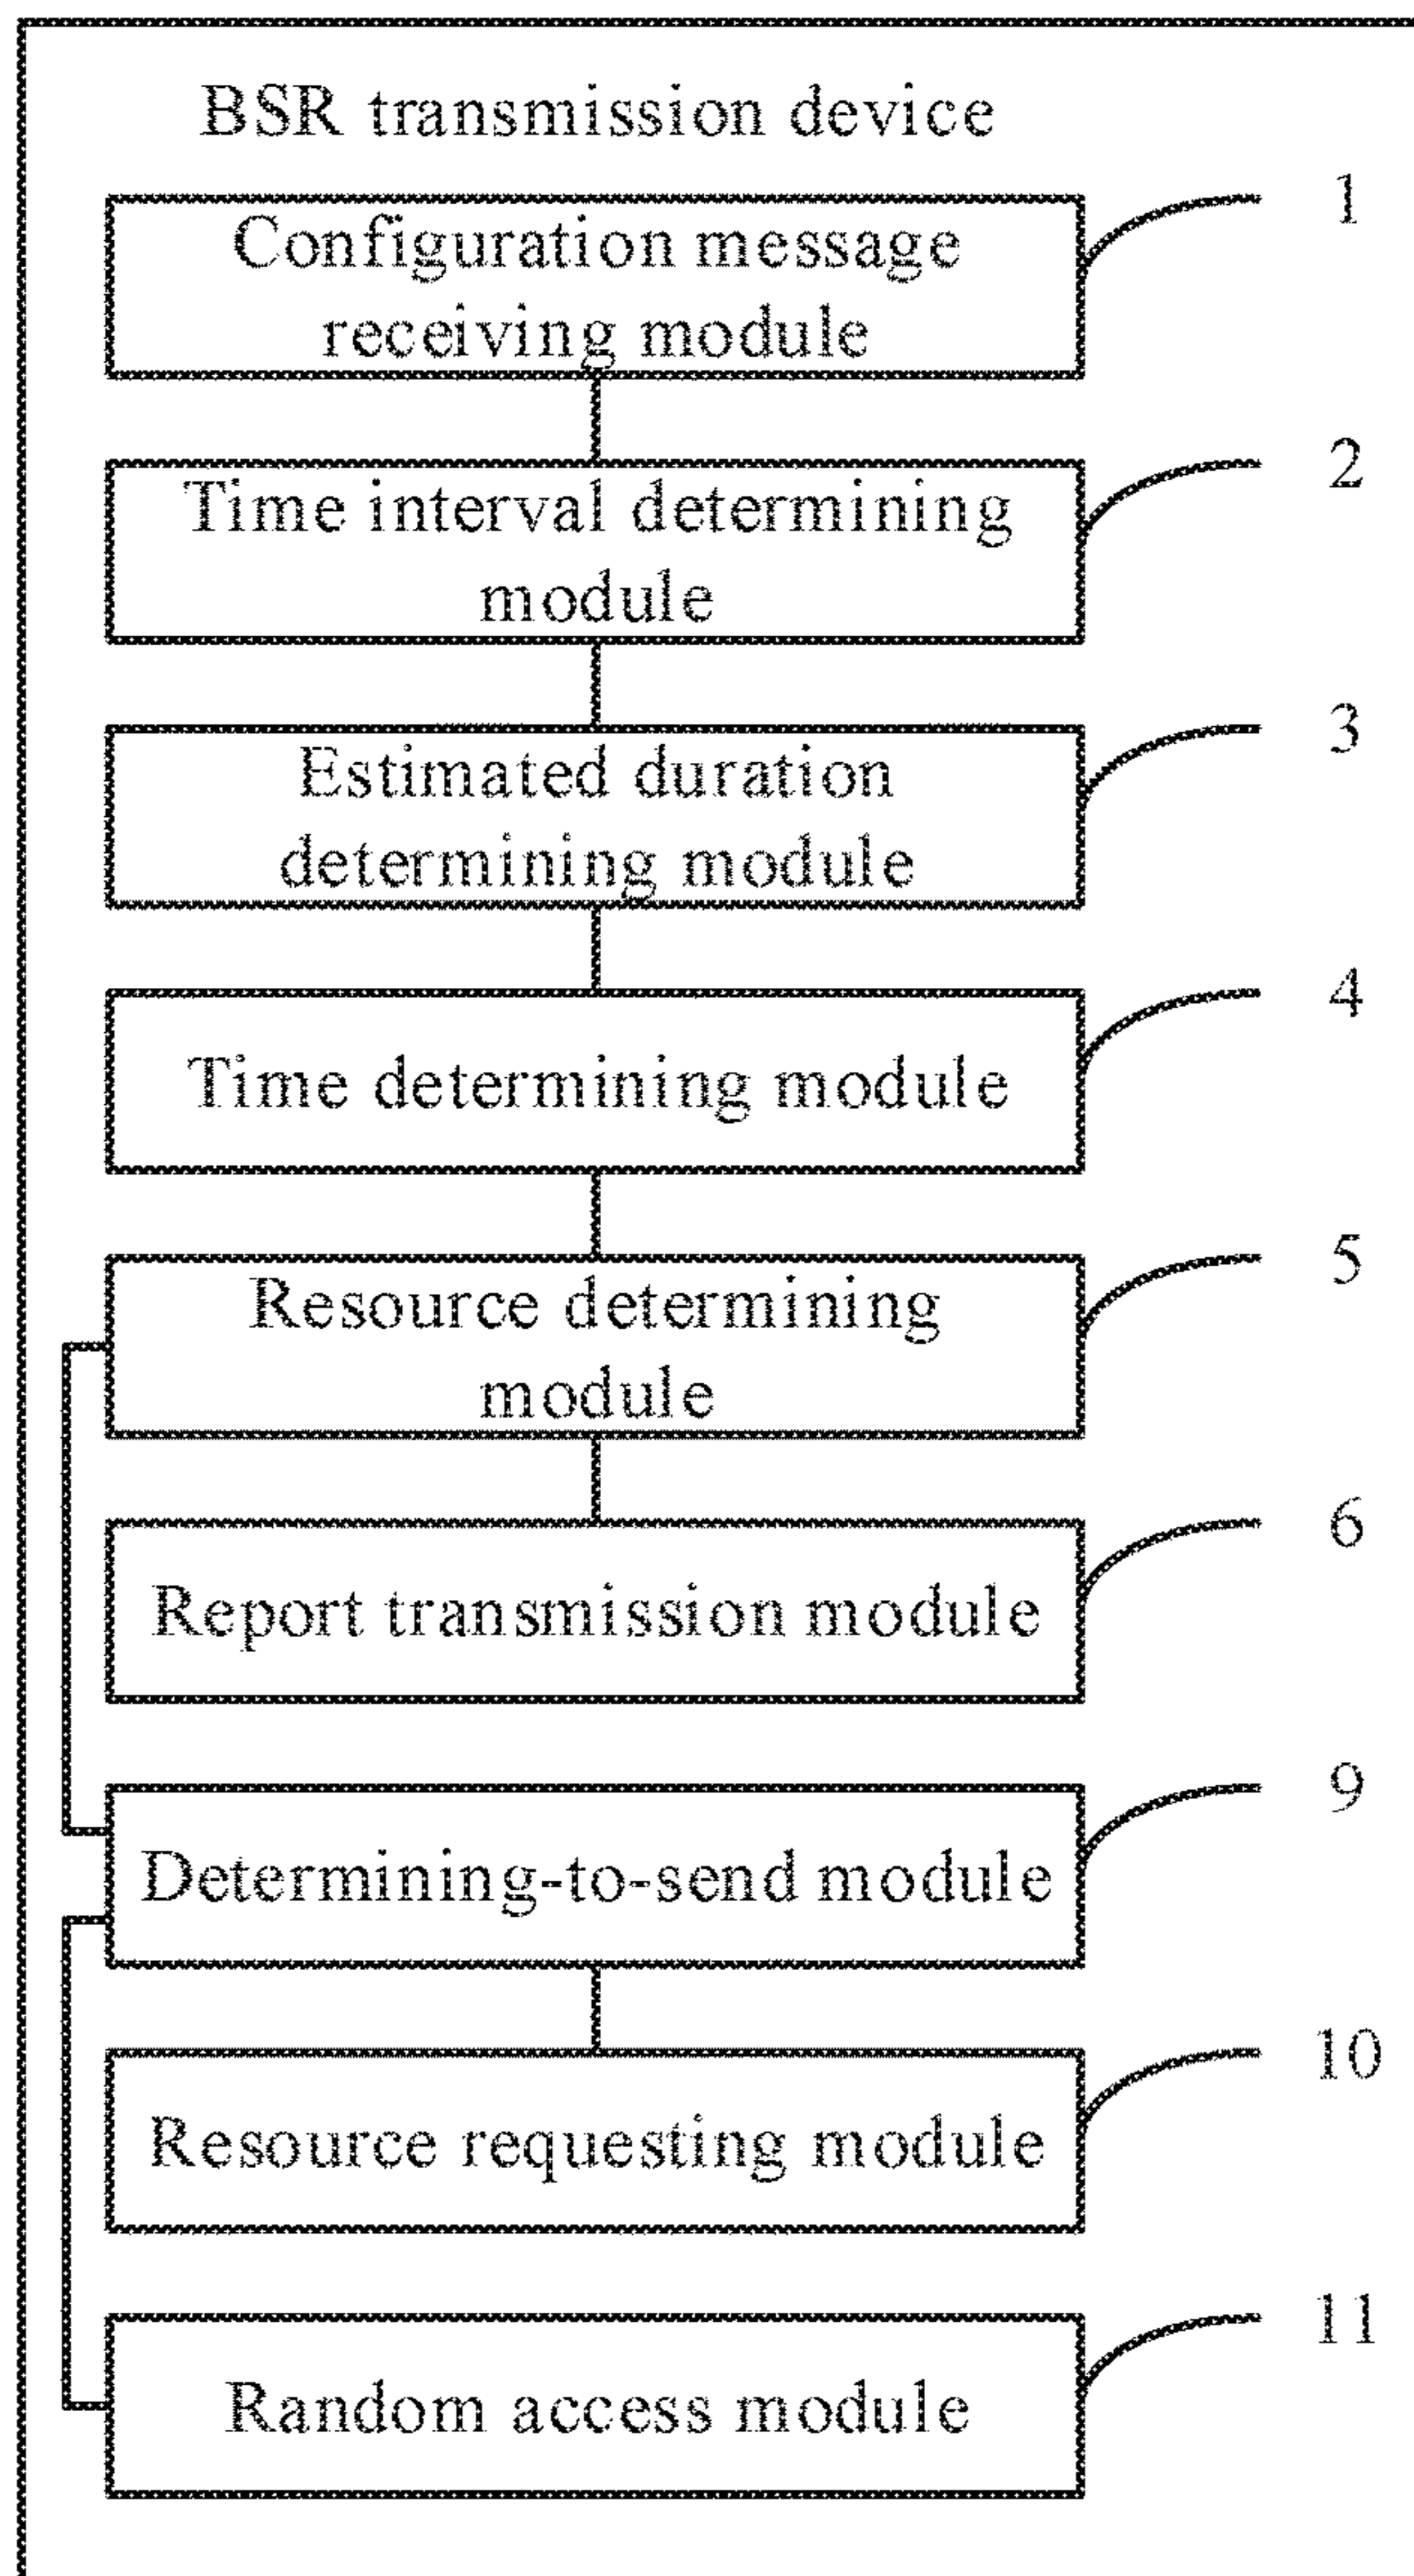 BSR transmission device
1
Configuration message
receiving module
2
Time interval determining
module
3
Estimated duration
determining module
4
Time determining module
5
Resource determining
module
6
Report transmission module
9
Determining-to-send module
10
Resource requesting module
11
Random access module